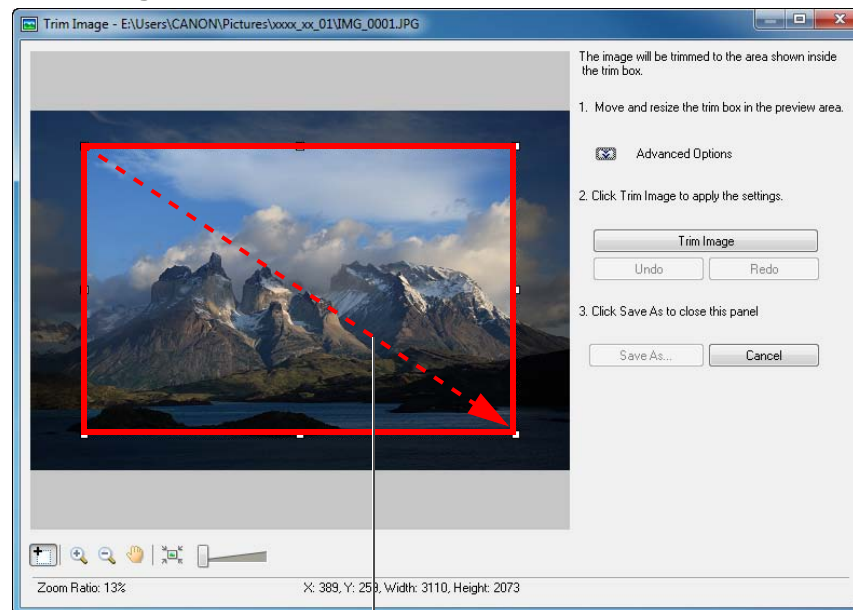 Trim Image - E:\Users\CANON\Pictures\xxxx_xx_01\IMG_0001.JPG
The image will be trimmed to the area shown inside
the trim box.
1. Move and resize the trim box in the preview area.
Advanced Options
2. Click Trim Image to apply the settings.
Trim Image
Undo Redo
3. Click Save As to close this panel
Save As... Cancel
Zoom Ratio: 13% X: 389, Y: 259, Width: 3110, Height: 2073